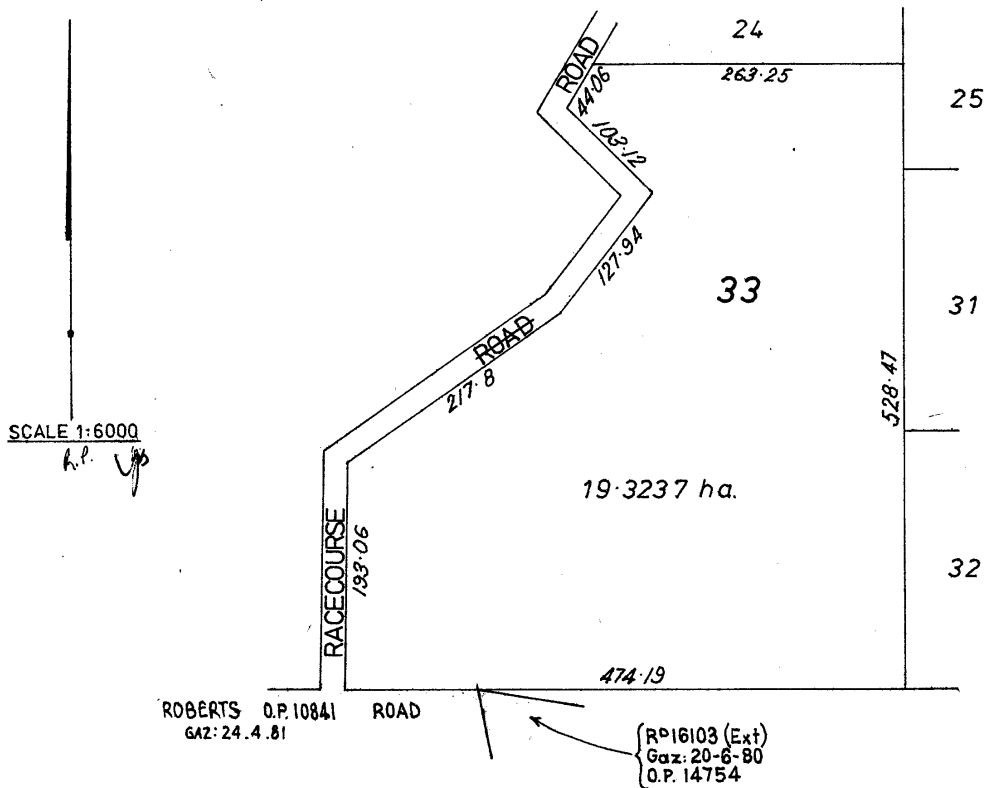 24
263.25
25
ROAD
44.06
103.12
127.94
33
31
ROAD
217.8
528.47
SCALE 1:6000
19.3237 ha.
RACECOURSE
193.06
32
474.19
ROBERTS O.P. 10841 ROAD
GAZ: 24.4.81
RD16103 (Ext)
Gaz: 20-6-80
O.P. 14754